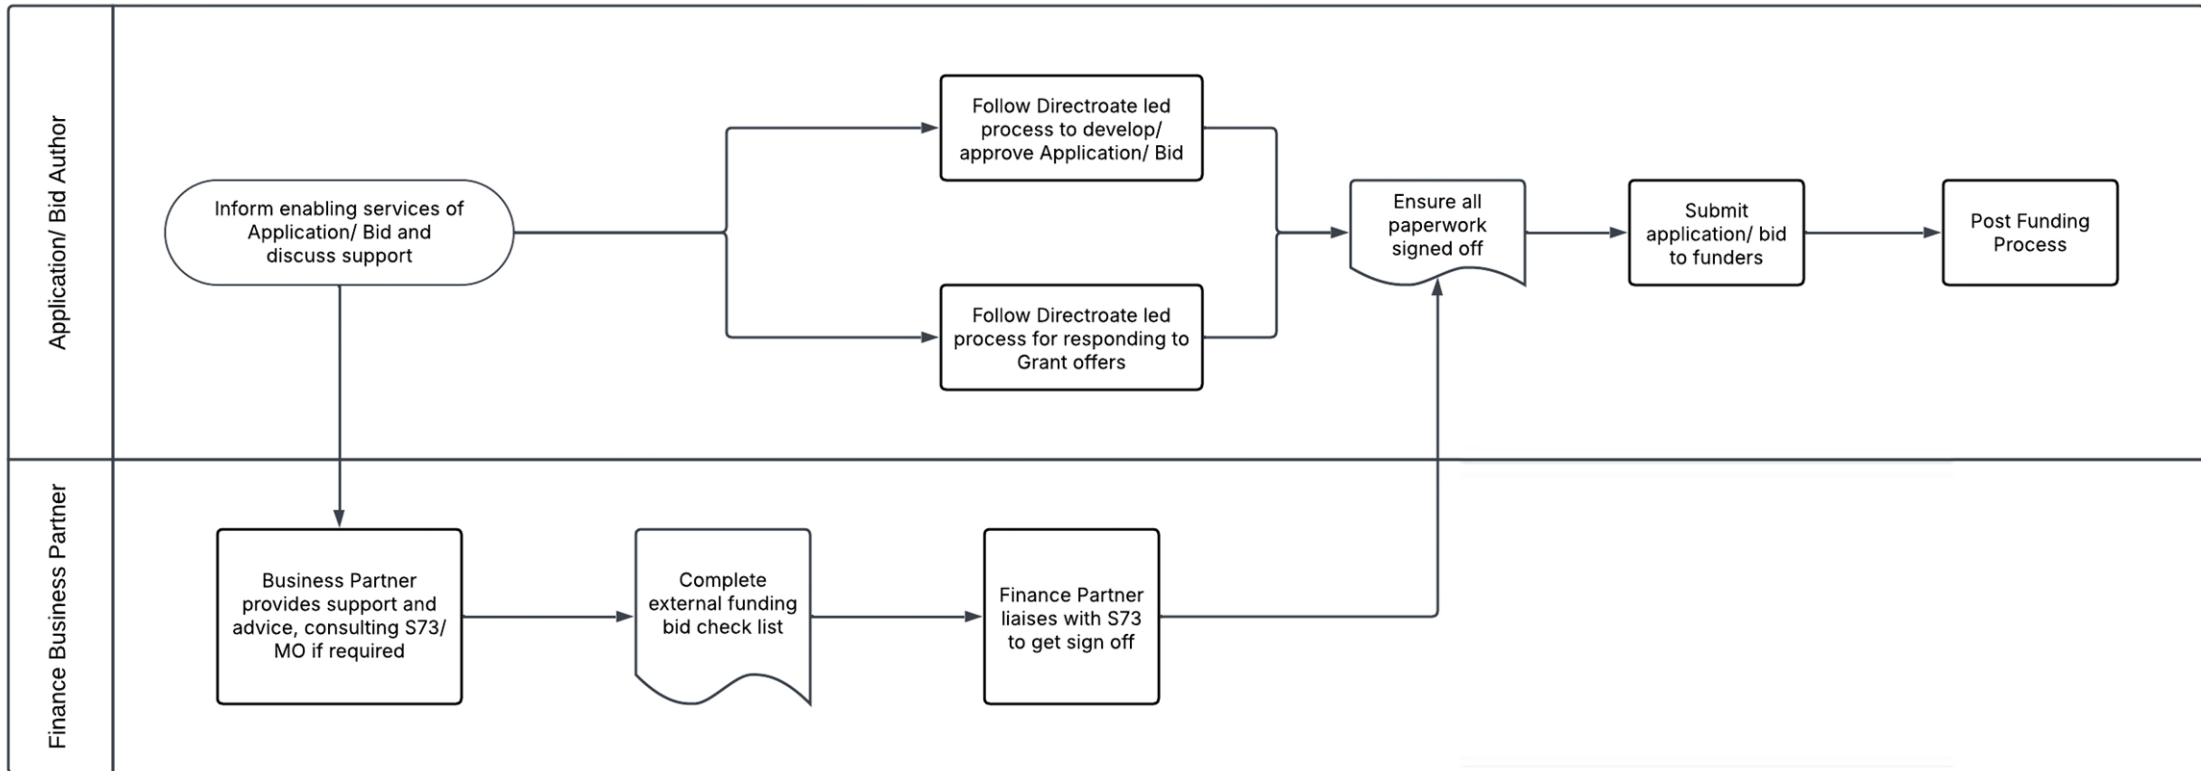 Application/ Bid Author
Inform enabling services of
Application/ Bid and
discuss support
Follow Directroate led
process to develop/
approve Application/ Bid
Follow Directroate led
process for responding to
Grant offers
Ensure all
paperwork
signed off
Submit
application/ bid
to funders
Post Funding
Process
Finance Business Partner
Business Partner
provides support and
advice, consulting S73/
MO if required
Complete
external funding
bid check list
Finance Partner
liaises with S73
to get sign off